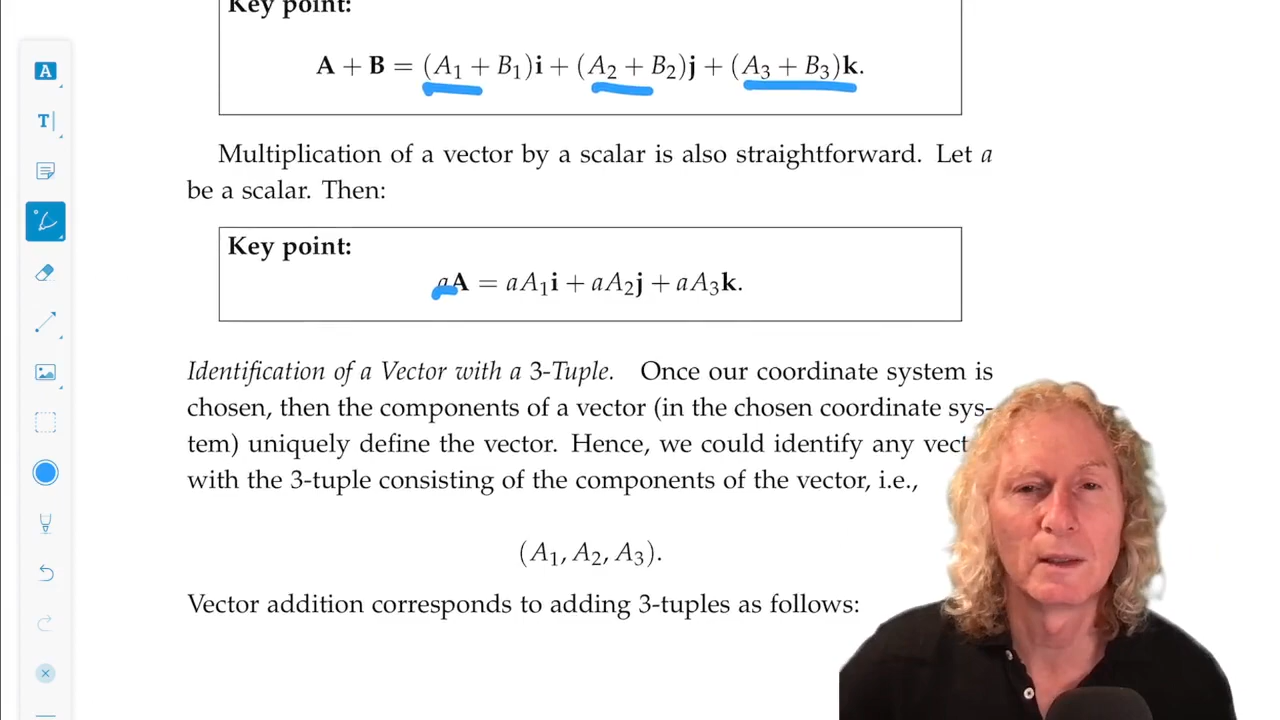 Key point:
A + B = (A₁ + B₁)i + (A₂ + B₂)j + (A₃ + B₃)k.
Multiplication of a vector by a scalar is also straightforward. Let a
be a scalar. Then:
Key point:
aA = aA₁i + aA₂j + aA₃k.
Identification of a Vector with a 3-Tuple. Once our coordinate system is
chosen, then the components of a vector (in the chosen coordinate sys-
tem) uniquely define the vector. Hence, we could identify any
with the 3-tuple consisting of the components of the vector, i.e.,
(A₁, A₂, A₃).
Vector addition corresponds to adding 3-tuples as follows:
A
T